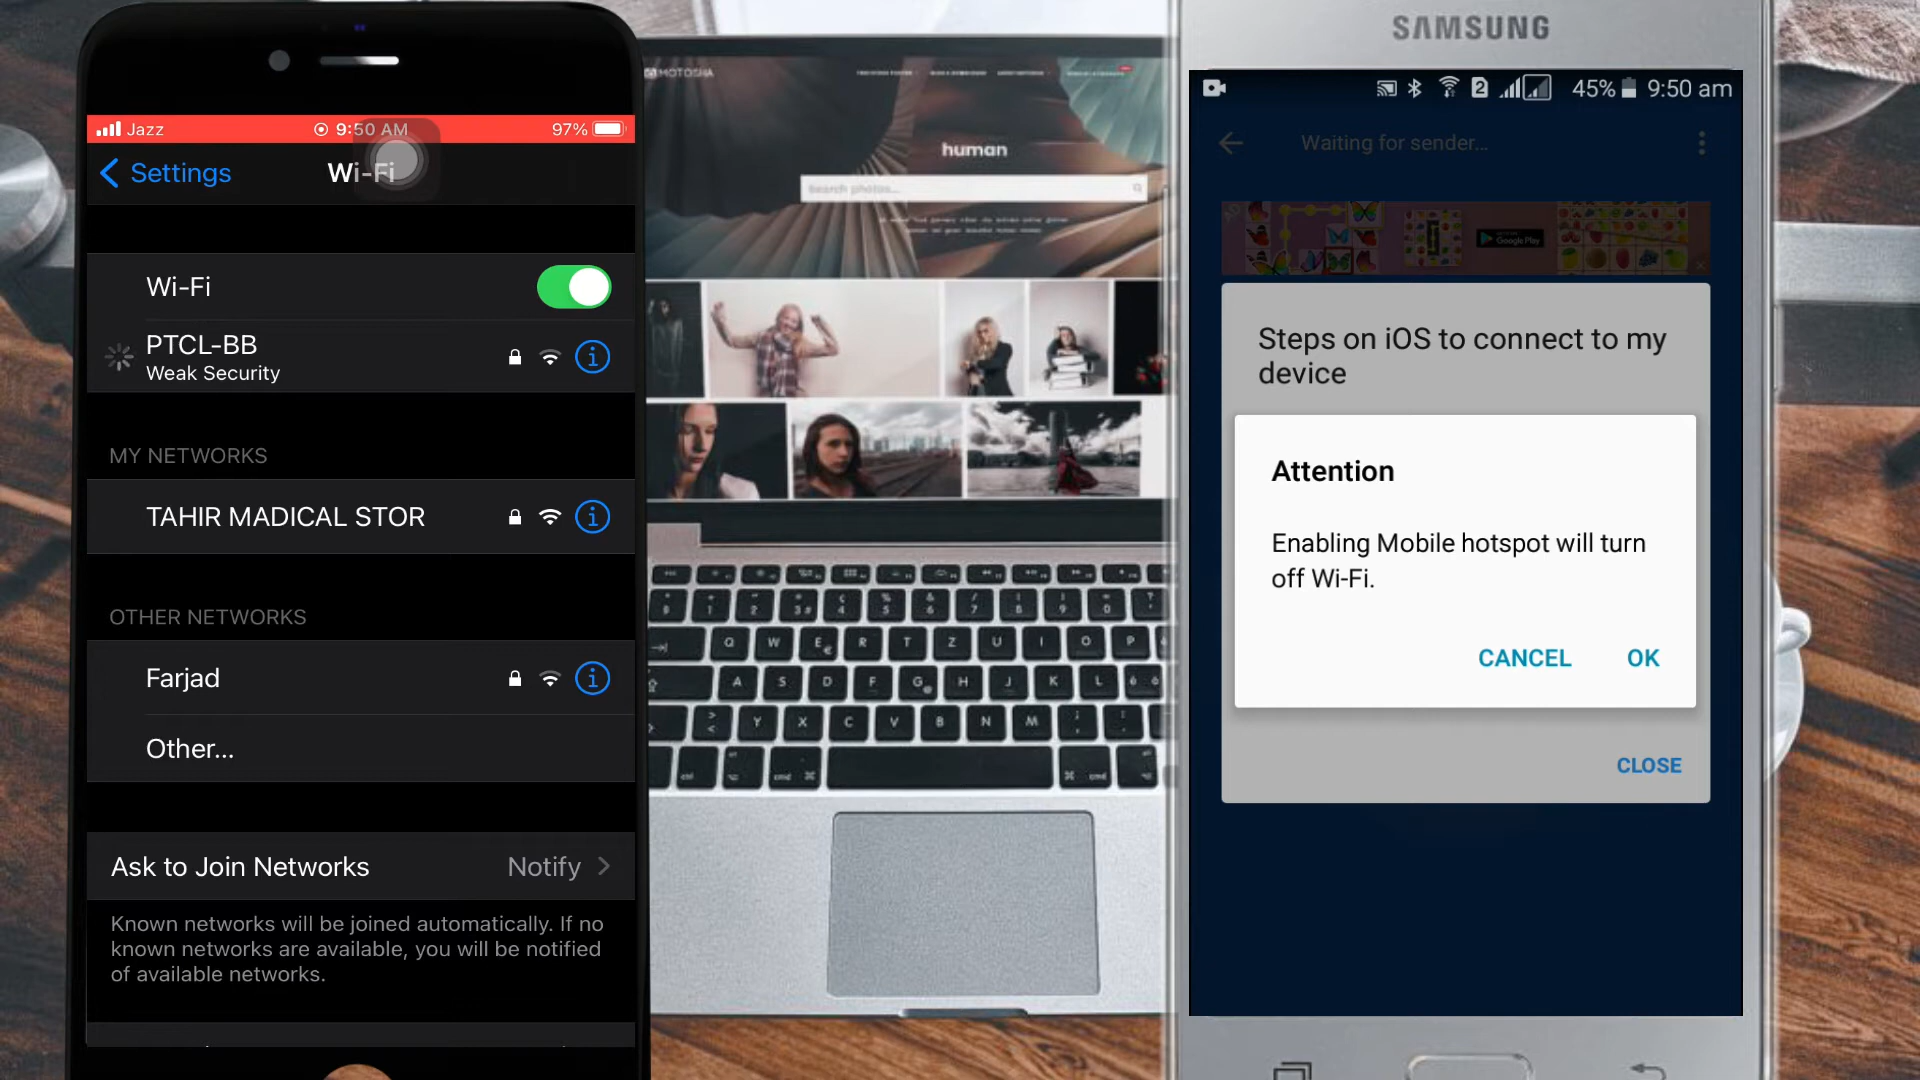 Jazz
9:50 AM
97%
Settings
Wi-Fi
Wi-Fi
PTCL-BB
Weak Security
MY NETWORKS
TAHIR MADICAL STOR
OTHER NETWORKS
Farjad
Other...
Ask to Join Networks
Notify
Known networks will be joined automatically. If no
known networks are available, you will be notified
of available networks.
MOTOSHA
human
Search photos...
Q W E R T Z U I O P
A S D F G H J K L
Y X C V B N M
SAMSUNG
2
45%
9:50 am
Waiting for sender...
Google Play
Steps on iOS to connect to my
device
Attention
Enabling Mobile hotspot will turn
off Wi-Fi.
CANCEL
OK
CLOSE